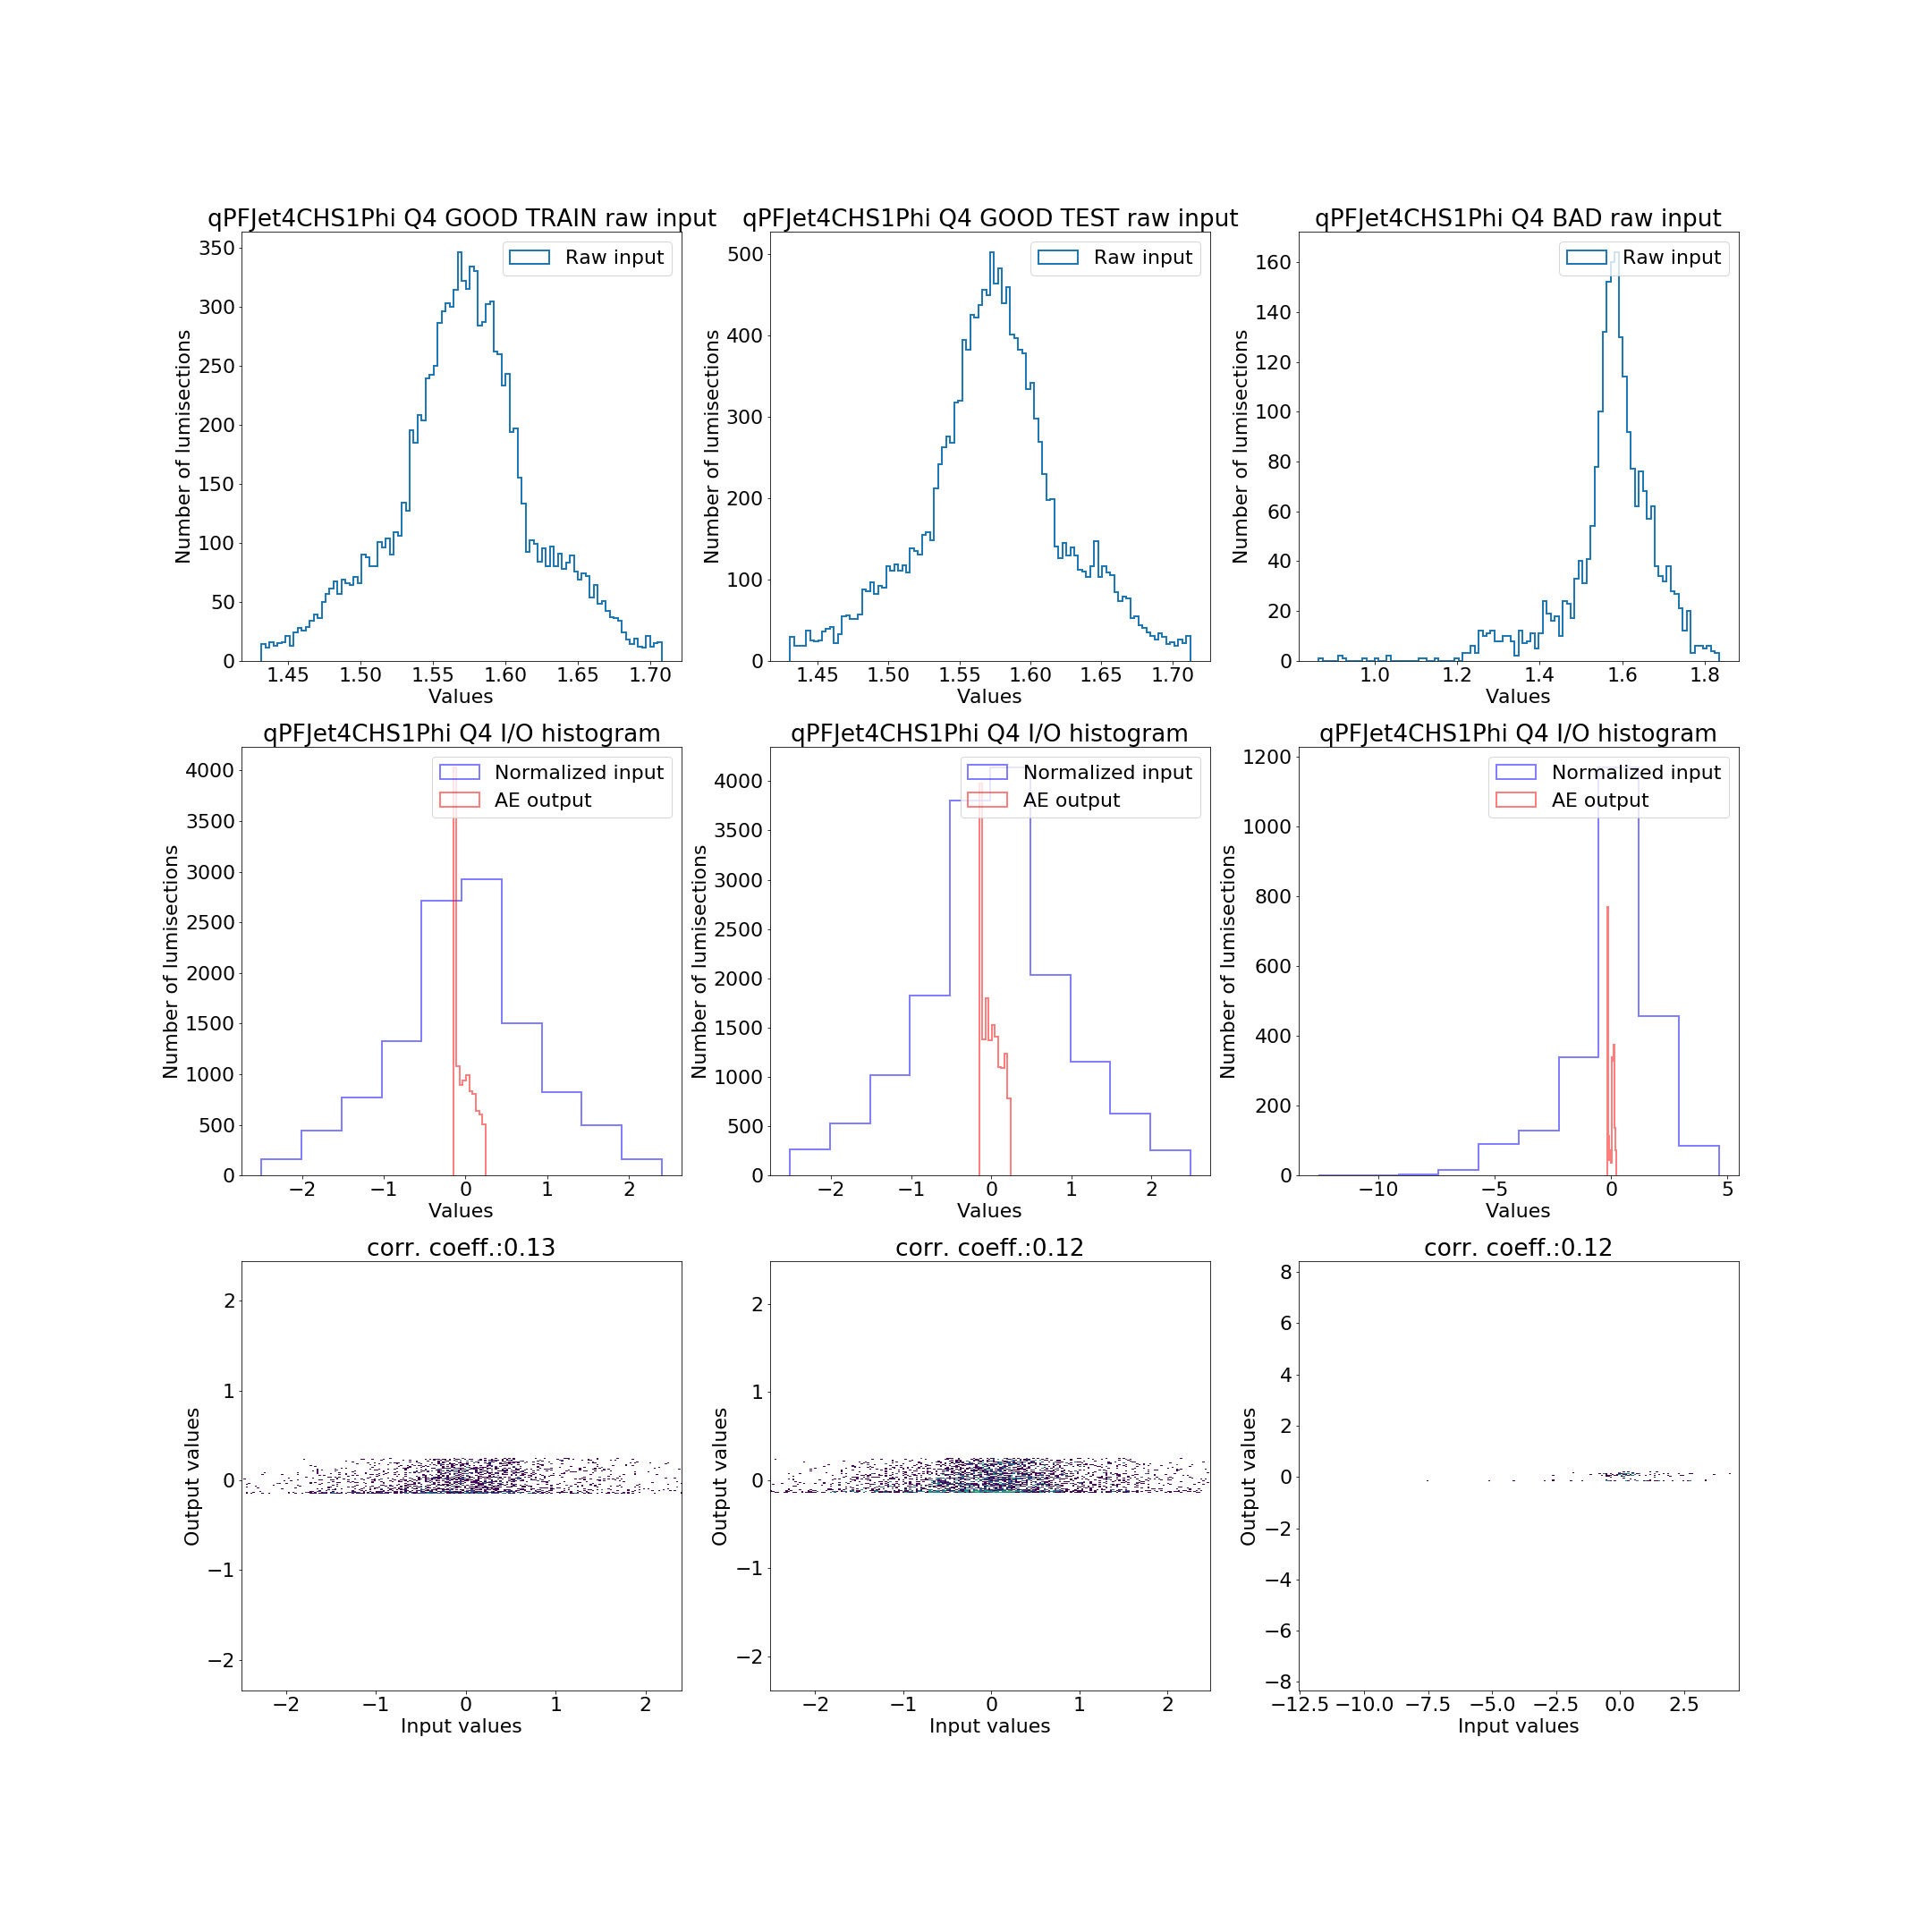 qPFJet4CHS1Phi Q4 GOOD TRAIN raw input
350
300
250
200
150
100
50
0
Number of lumisections
Raw input
1.45 1.50 1.55 1.60 1.65 1.70
Values
qPFJet4CHS1Phi Q4 GOOD TEST raw input
500
400
300
200
100
0
Number of lumisections
Raw input
1.45 1.50 1.55 1.60 1.65 1.70
Values
qPFJet4CHS1Phi Q4 BAD raw input
160
140
120
100
80
60
40
20
0
Number of lumisections
Raw input
1.0 1.2 1.4 1.6 1.8
Values
qPFJet4CHS1Phi Q4 I/O histogram
4000
3500
3000
2500
2000
1500
1000
500
0
Number of lumisections
Normalized input
AE output
−2 −1 0 1 2
Values
qPFJet4CHS1Phi Q4 I/O histogram
4000
3500
3000
2500
2000
1500
1000
500
0
Number of lumisections
Normalized input
AE output
−2 −1 0 1 2
Values
qPFJet4CHS1Phi Q4 I/O histogram
1200
1000
800
600
400
200
0
Number of lumisections
Normalized input
AE output
−10 −5 0 5
Values
corr. coeff.:0.13
2
1
0
−1
−2
Output values
−2 −1 0 1 2
Input values
corr. coeff.:0.12
2
1
0
−1
−2
Output values
−2 −1 0 1 2
Input values
corr. coeff.:0.12
8
6
4
2
0
−2
−4
−6
−8
Output values
−12.5 −10.0 −7.5 −5.0 −2.5 0.0 2.5
Input values